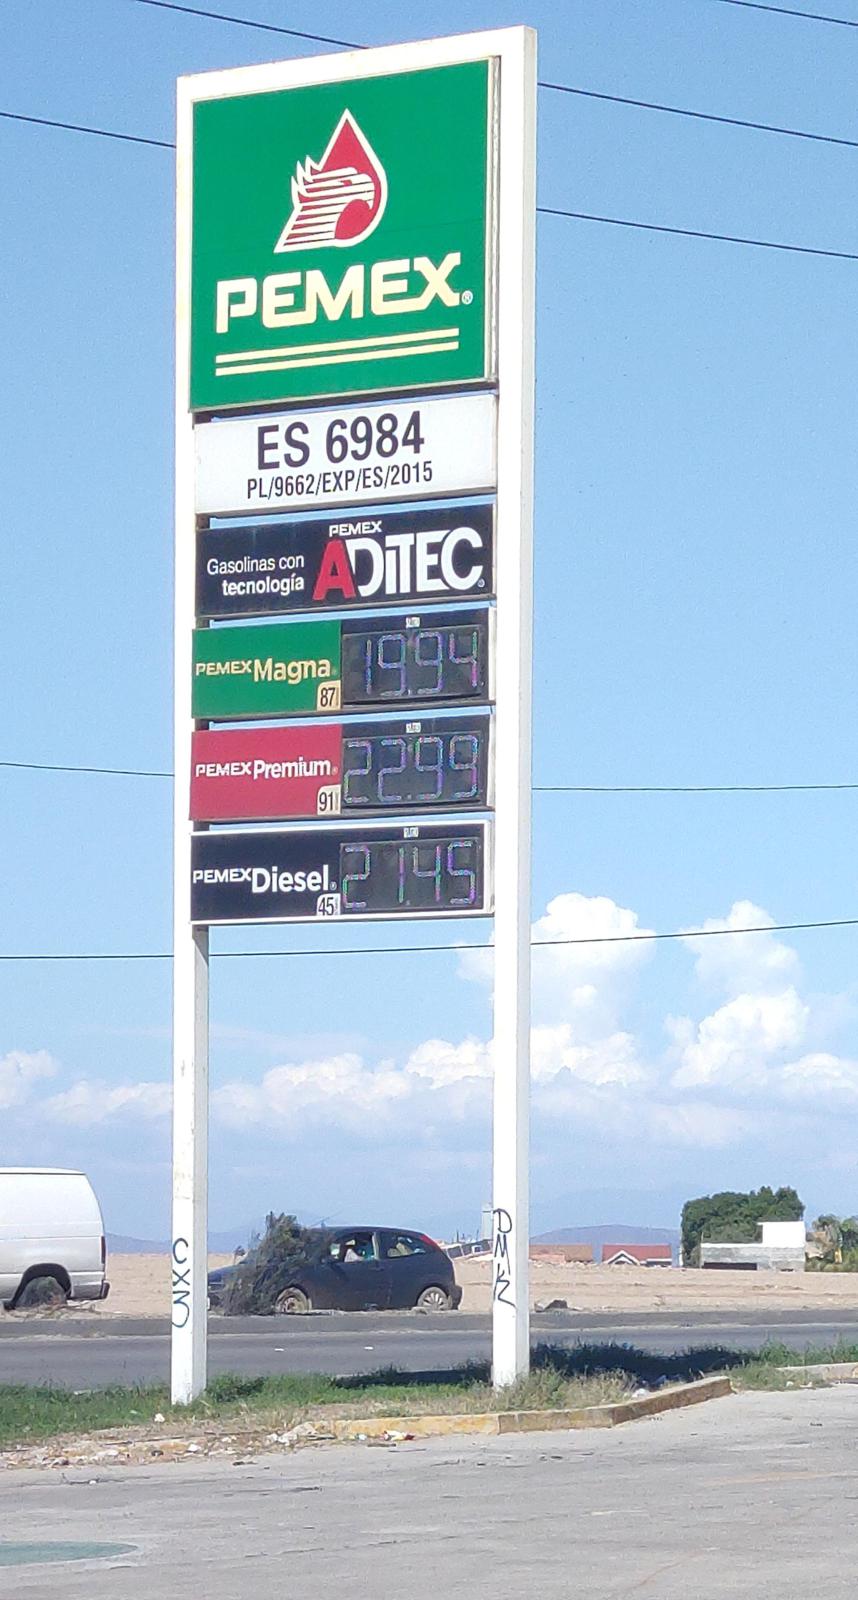 PEMEX®
ES 6984
PL/9662/EXP/ES/2015
PEMEX
Gasolinas con ADITEC
tecnología
PEMEX Magna 19.94
87
PEMEX Premium 22.99
91
PEMEX Diesel 21.45
45